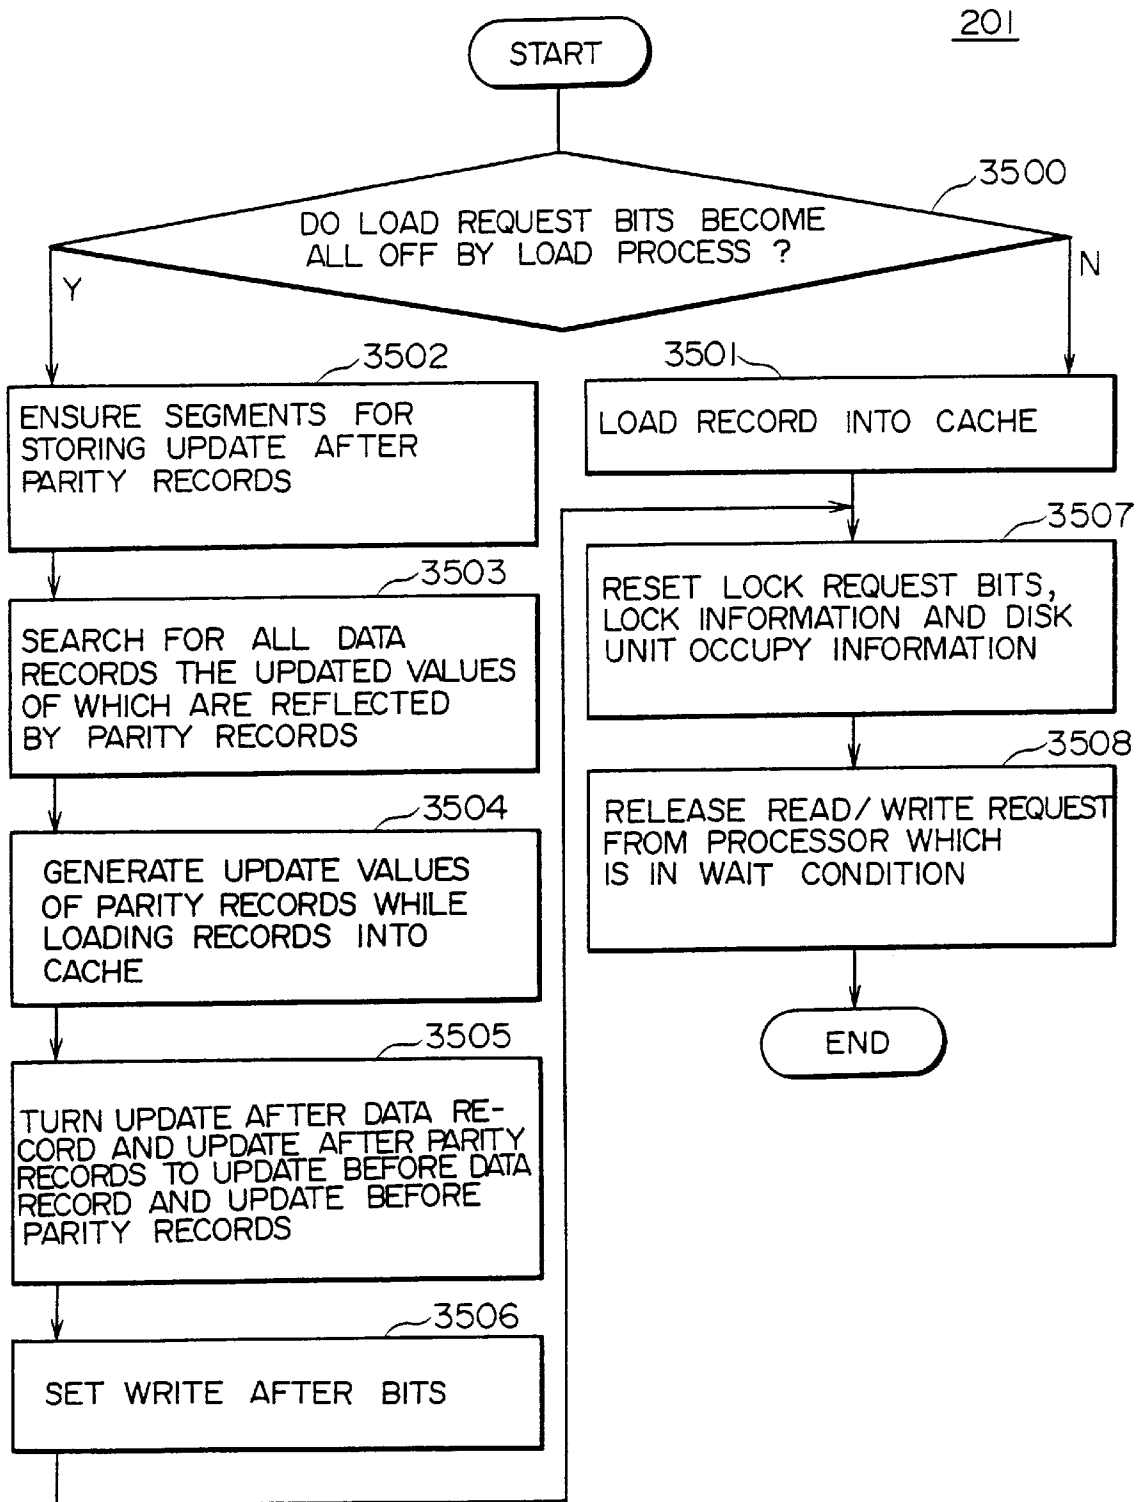 201
START
3500
DO LOAD REQUEST BITS BECOME
ALL OFF BY LOAD PROCESS ?
Y
N
3502
ENSURE SEGMENTS FOR
STORING UPDATE AFTER
PARITY RECORDS
3503
SEARCH FOR ALL DATA
RECORDS THE UPDATED VALUES
OF WHICH ARE REFLECTED
BY PARITY RECORDS
3504
GENERATE UPDATE VALUES
OF PARITY RECORDS WHILE
LOADING RECORDS INTO
CACHE
3505
TURN UPDATE AFTER DATA RE-
CORD AND UPDATE AFTER PARITY
RECORDS TO UPDATE BEFORE DATA
RECORD AND UPDATE BEFORE
PARITY RECORDS
3506
SET WRITE AFTER BITS
3501
LOAD RECORD INTO CACHE
3507
RESET LOCK REQUEST BITS,
LOCK INFORMATION AND DISK
UNIT OCCUPY INFORMATION
3508
RELEASE READ/WRITE REQUEST
FROM PROCESSOR WHICH
IS IN WAIT CONDITION
END